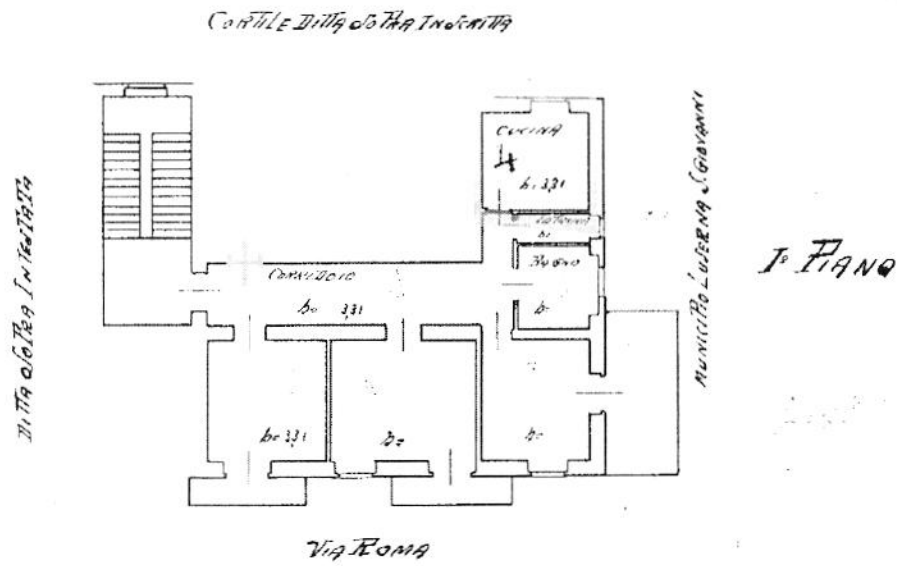 CORTILE DITTA SOPRA INSCRITTA
CUCINA
h= 3,31
h=
BAGNO
h=
CORRIDOIO
h= 3,31
h= 3,31
h=
h=
DITTA SOPRA INTESTATA
MUNICIPIO LUSERNA S. GIOVANNI
I° PIANO
VIA ROMA